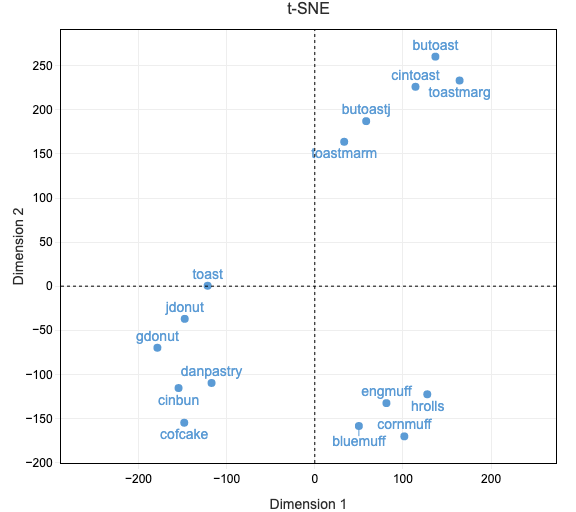 t-SNE
butoast
cintoast
toastmarg
butoastj
toastmarm
toast
jdonut
gdonut
danpastry
cinbun
cofcake
engmuff
hrolls
cornmuff
bluemuff
250
200
150
100
50
0
−50
−100
−150
−200
−200
−100
0
100
200
Dimension 1
Dimension 2